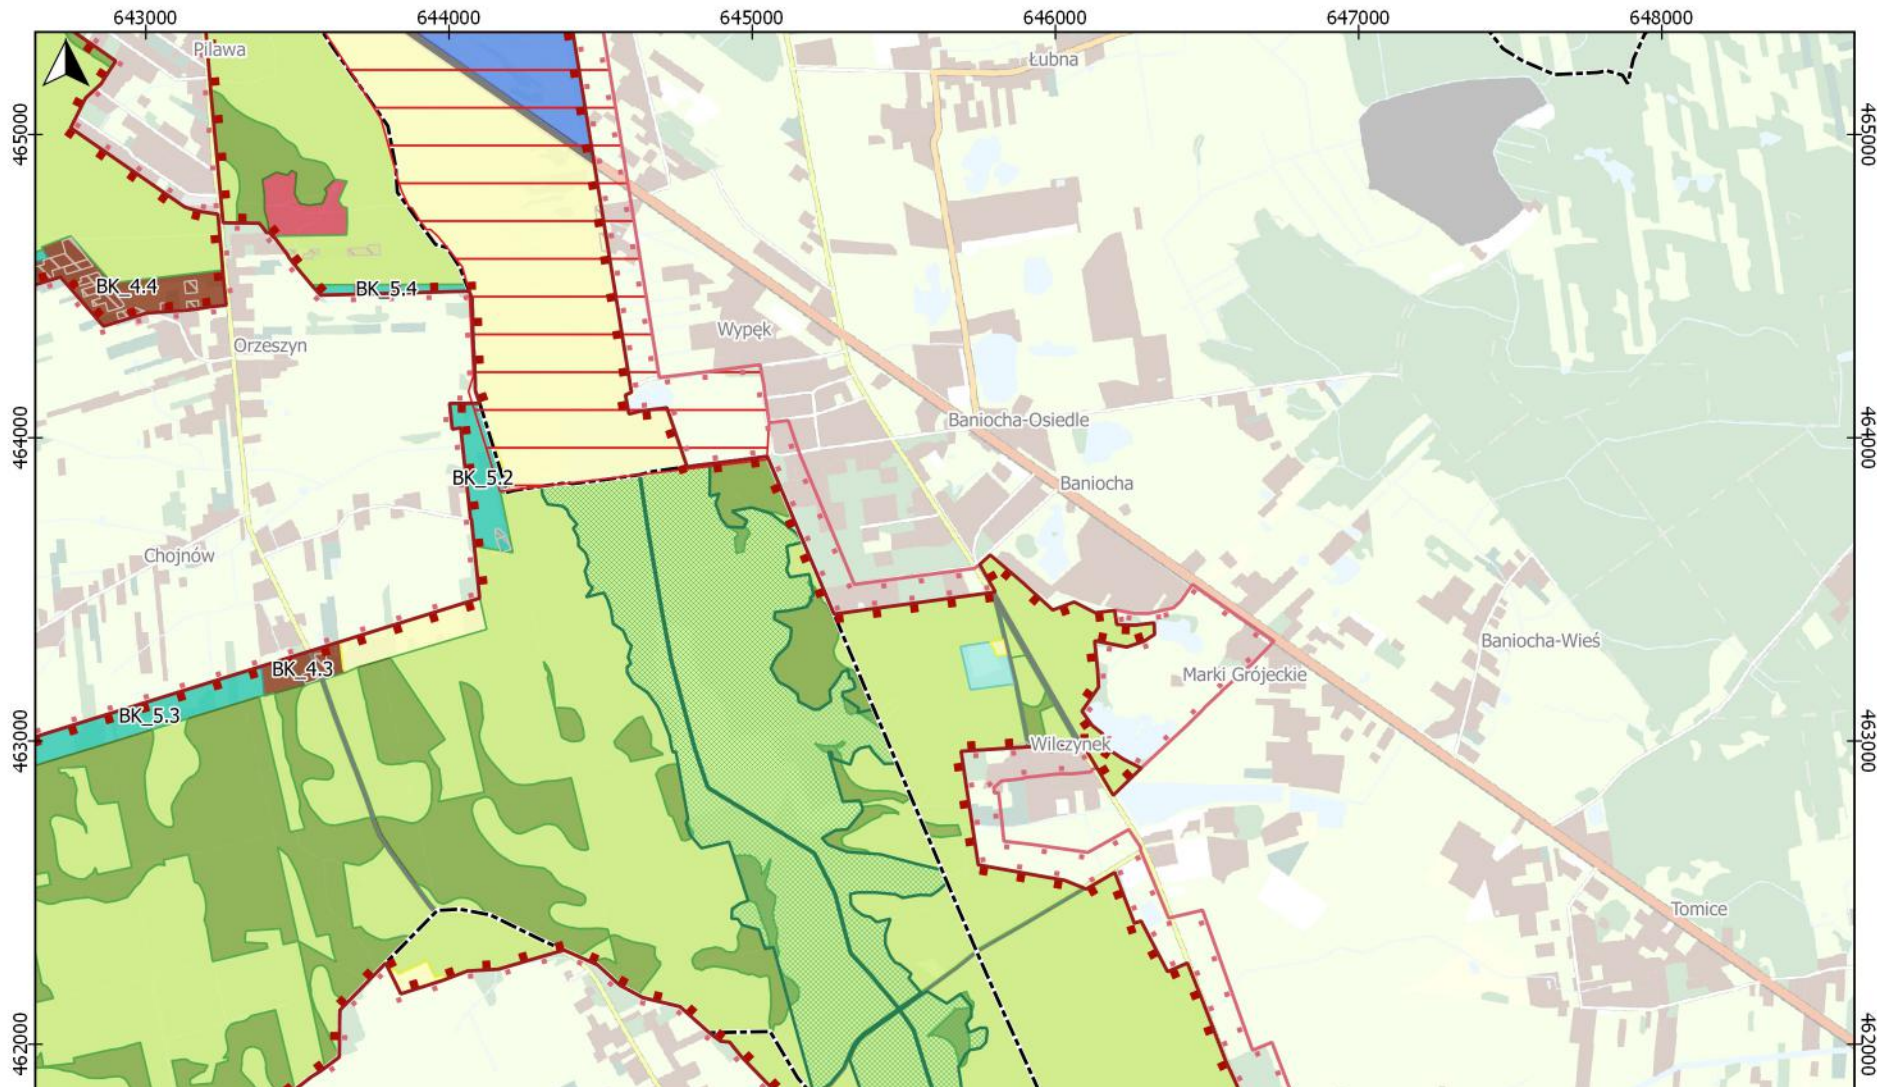 643000
644000
645000
646000
647000
648000
Pilawa
Łubna
465000
465000
BK_4.4
BK_5.4
Orzeszyn
Wypęk
464000
Baniocha-Osiedle
464000
BK_5.2
Baniocha
Chojnów
Baniocha-Wieś
BK_4.3
Marki Grójeckie
BK_5.3
463000
Wilczynek
463000
Tomice
462000
462000